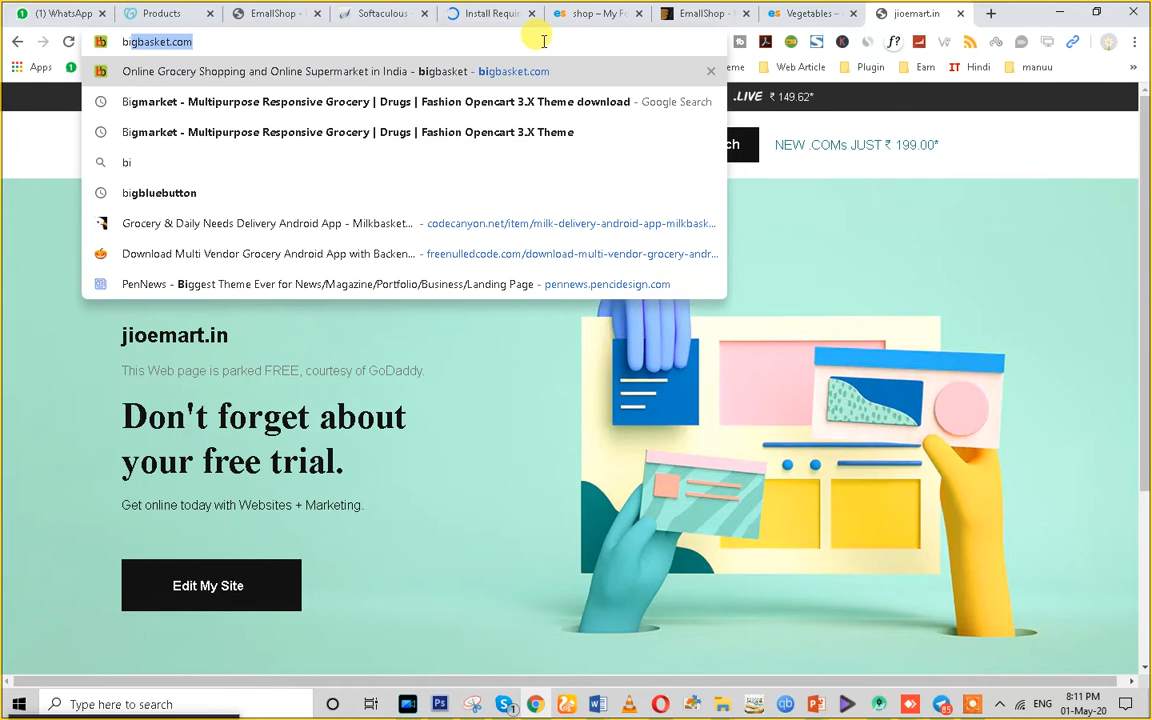 (1) WhatsApp
Products
EmallShop -
Softaculous -
Install Requir
shop – My Fo
EmallShop - F
Vegetables –
jioemart.in
bigbasket.com
Online Grocery Shopping and Online Supermarket in India - bigbasket - bigbasket.com
Bigmarket - Multipurpose Responsive Grocery | Drugs | Fashion Opencart 3.X Theme download - Google Search
Bigmarket - Multipurpose Responsive Grocery | Drugs | Fashion Opencart 3.X Theme
bi
bigbluebutton
Grocery & Daily Needs Delivery Android App - Milkbasket... - codecanyon.net/item/milk-delivery-android-app-milkbask...
Download Multi Vendor Grocery Android App with Backen... - freenulledcode.com/download-multi-vendor-grocery-andr...
PenNews - Biggest Theme Ever for News/Magazine/Portfolio/Business/Landing Page - pennews.pencidesign.com
Apps
eme
Web Article
Plugin
Earn
IT Hindi
manuu
»
.LIVE ₹ 149.62*
ch
NEW .COMs JUST ₹ 199.00*
jioemart.in
This Web page is parked FREE, courtesy of GoDaddy.
Don't forget about
your free trial.
Get online today with Websites + Marketing.
Edit My Site
Type here to search
ENG
8:11 PM
01-May-20